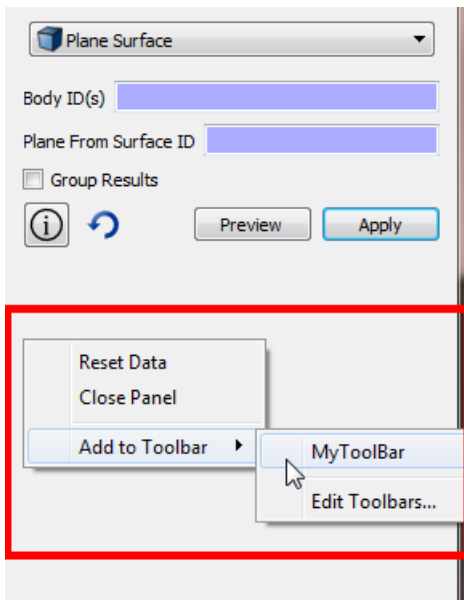 Plane Surface
Body ID(s)
Plane From Surface ID
Group Results
Preview Apply
Reset Data
Close Panel
Add to Toolbar MyToolBar
Edit Toolbars...